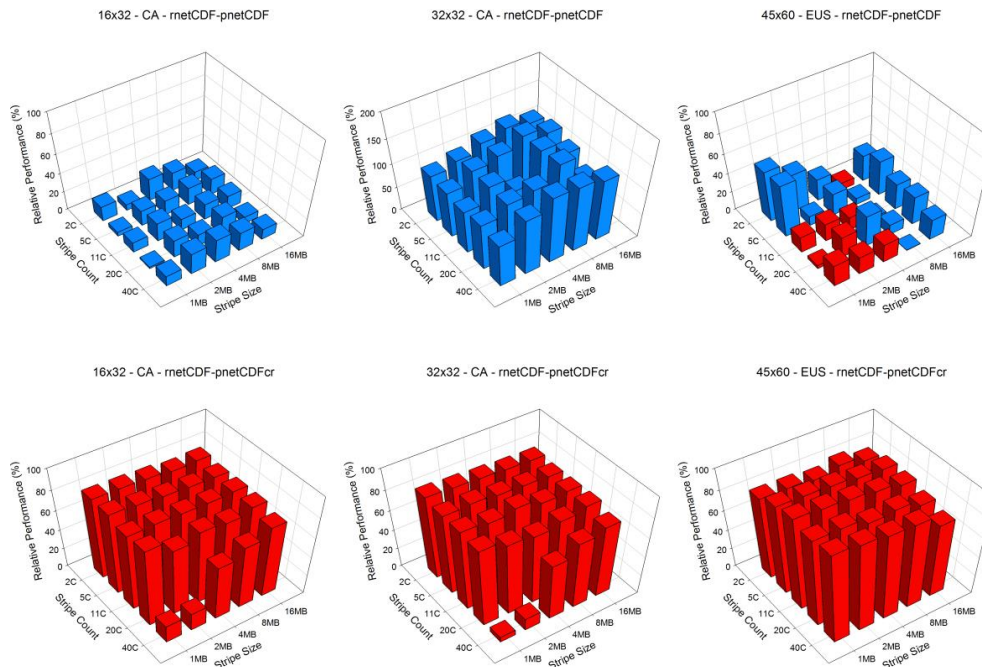 16x32 - CA - rnetCDF-pnetCDF
32x32 - CA - rnetCDF-pnetCDF
45x60 - EUS - rnetCDF-pnetCDF
Relative Performance (%)
100
80
60
40
20
0
2C
5C
11C
20C
40C
Stripe Count
1MB
2MB
4MB
8MB
16MB
Stripe Size
Relative Performance (%)
200
150
100
50
0
2C
5C
11C
20C
40C
Stripe Count
1MB
2MB
4MB
8MB
16MB
Stripe Size
Relative Performance (%)
100
80
60
40
20
0
2C
5C
11C
20C
40C
Stripe Count
1MB
2MB
4MB
8MB
16MB
Stripe Size
16x32 - CA - rnetCDF-pnetCDFcr
32x32 - CA - rnetCDF-pnetCDFcr
45x60 - EUS - rnetCDF-pnetCDFcr
Relative Performance (%)
100
80
60
40
20
0
2C
5C
11C
20C
40C
Stripe Count
1MB
2MB
4MB
8MB
16MB
Stripe Size
Relative Performance (%)
100
80
60
40
20
0
2C
5C
11C
20C
40C
Stripe Count
1MB
2MB
4MB
8MB
16MB
Stripe Size
Relative Performance (%)
100
80
60
40
20
0
2C
5C
11C
20C
40C
Stripe Count
1MB
2MB
4MB
8MB
16MB
Stripe Size